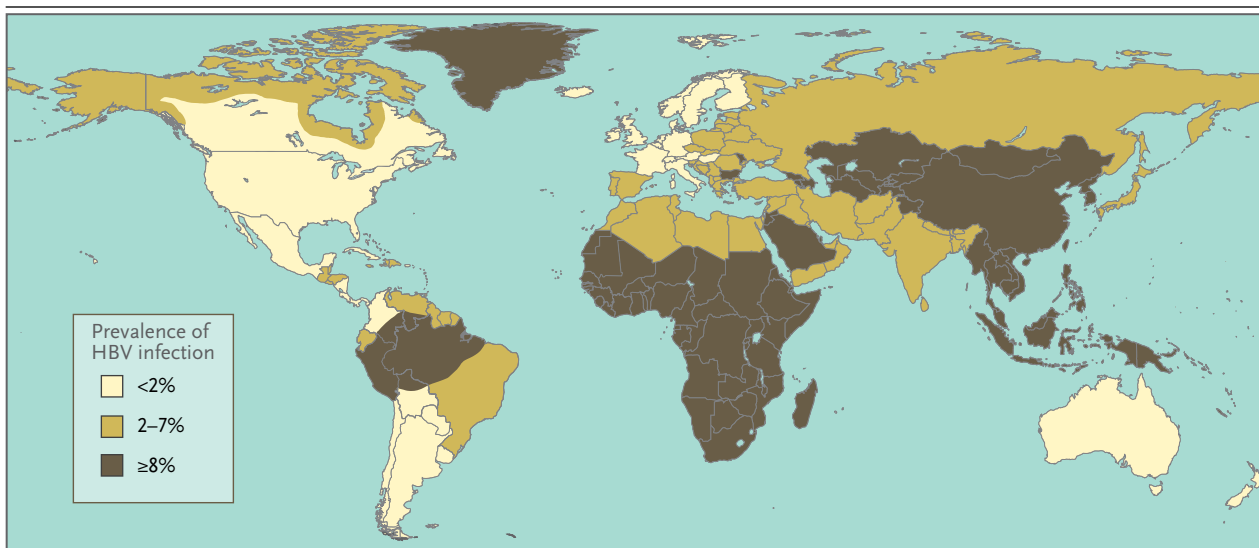 Prevalence of
HBV infection
<2%
2–7%
≥8%